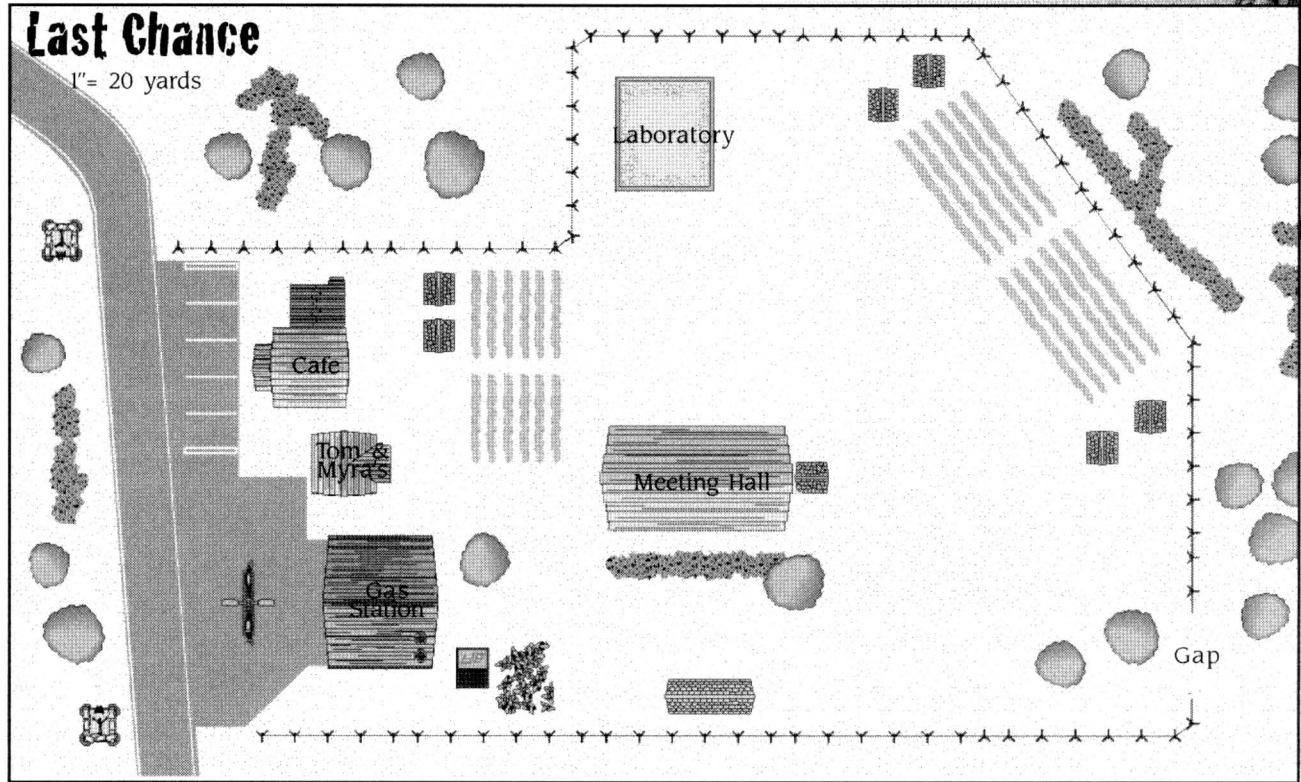 Last Chance
1"= 20 yards
Laboratory
Cafe
Tom &
Myra's
Meeting Hall
Gas
Station
Gap